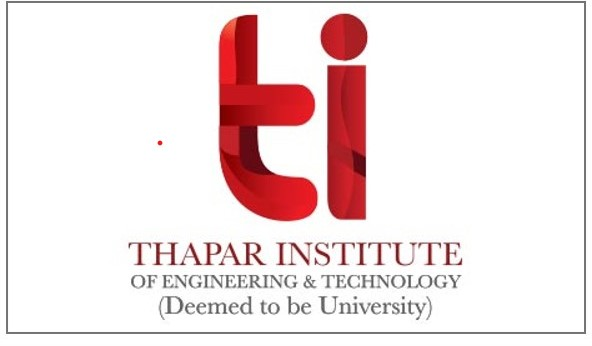 ti
THAPAR INSTITUTE
OF ENGINEERING & TECHNOLOGY
(Deemed to be University)